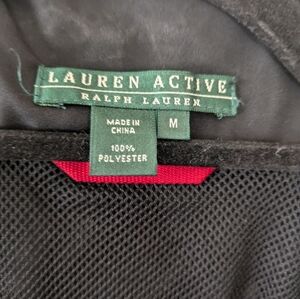 LAUREN ACTIVE
RALPH LAUREN
MADE IN
CHINA
M
100%
POLYESTER